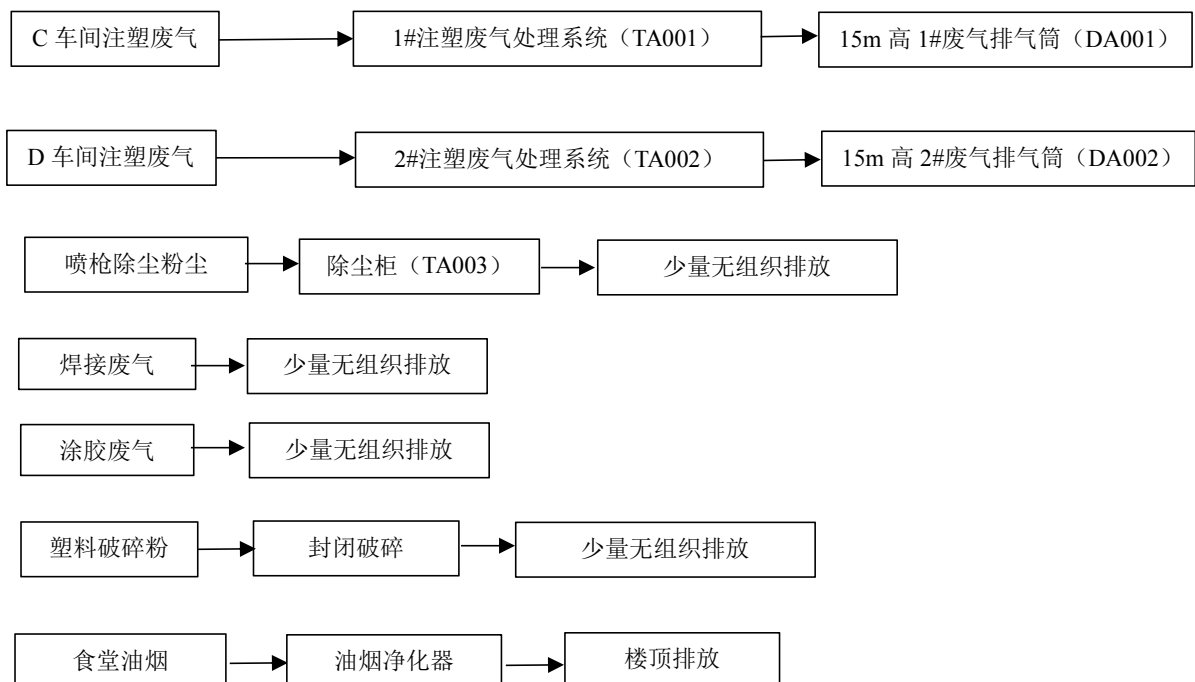 C 车间注塑废气 1#注塑废气处理系统（TA001） 15m 高 1#废气排气筒（DA001）
D 车间注塑废气 2#注塑废气处理系统（TA002） 15m 高 2#废气排气筒（DA002）
喷枪除尘粉尘 除尘柜（TA003） 少量无组织排放
焊接废气 少量无组织排放
涂胶废气 少量无组织排放
塑料破碎粉 封闭破碎 少量无组织排放
食堂油烟 油烟净化器 楼顶排放